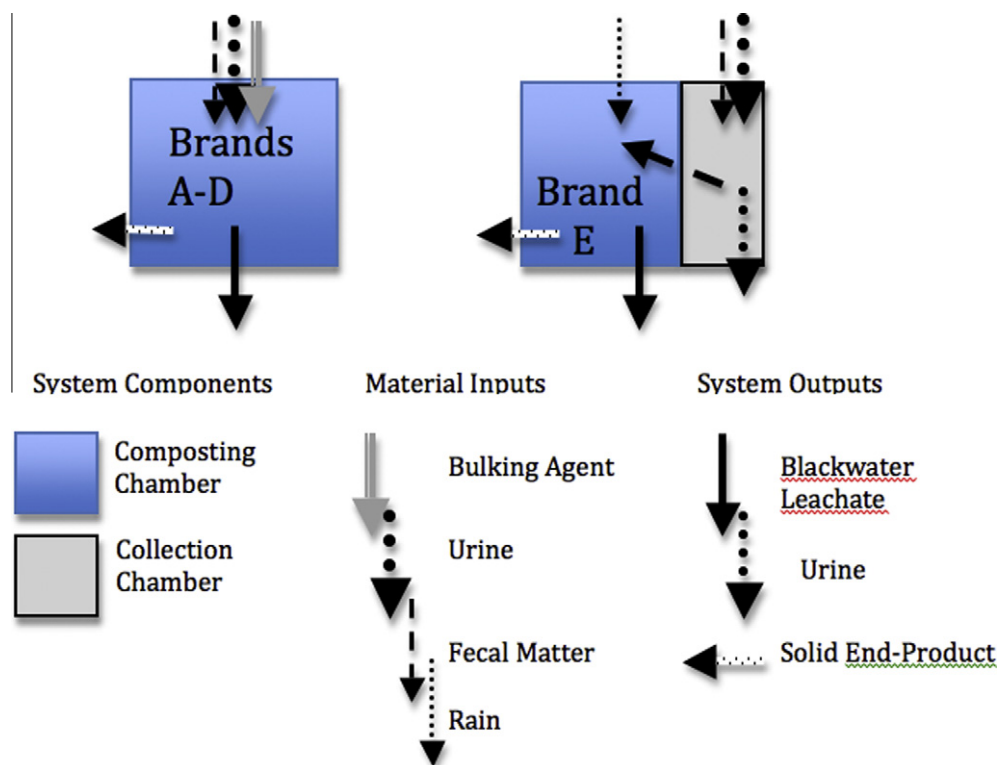 Brands
A-D
Brand
E
System Components
Material Inputs
System Outputs
Composting
Chamber
Collection
Chamber
Bulking Agent
Urine
Fecal Matter
Rain
Blackwater
Leachate
Urine
Solid End-Product